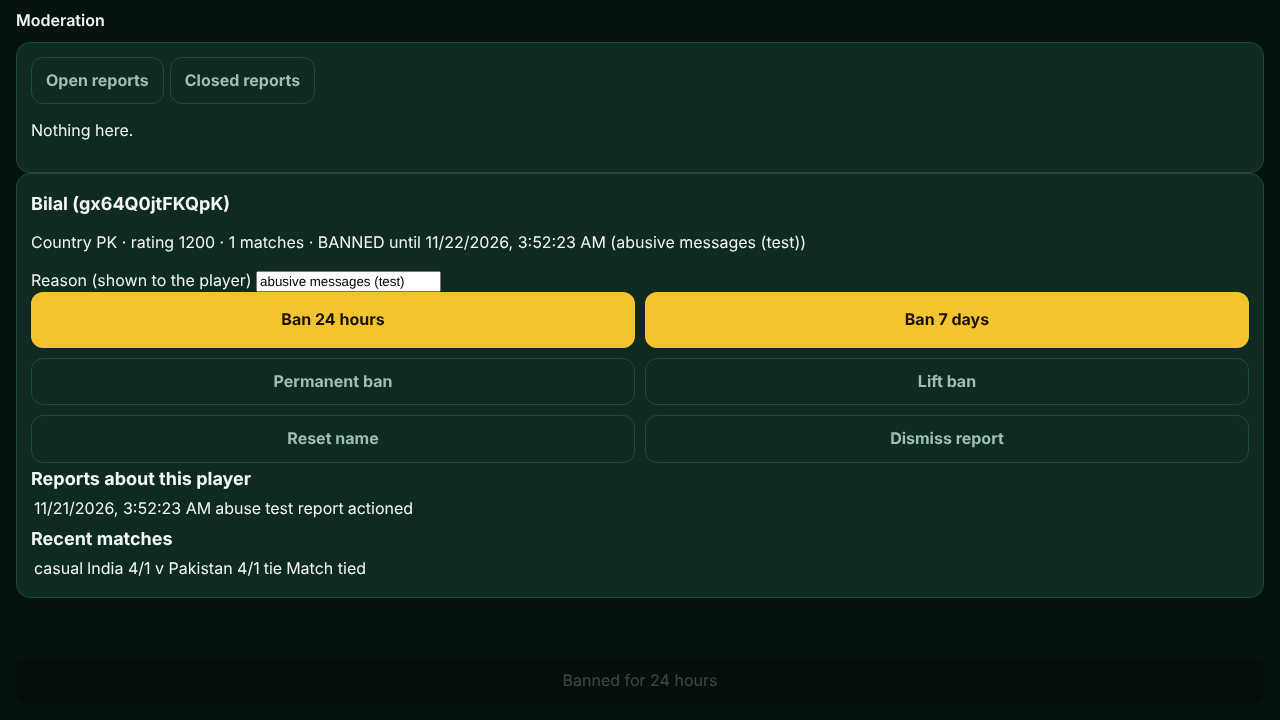 Moderation
Open reports Closed reports
Nothing here.
Bilal (gx64Q0jtFKQpK)
Country PK · rating 1200 · 1 matches · BANNED until 11/22/2026, 3:52:23 AM (abusive messages (test))
Reason (shown to the player) abusive messages (test)
Ban 24 hours Ban 7 days
Permanent ban Lift ban
Reset name Dismiss report
Reports about this player
11/21/2026, 3:52:23 AM abuse test report actioned
Recent matches
casual India 4/1 v Pakistan 4/1 tie Match tied
Banned for 24 hours